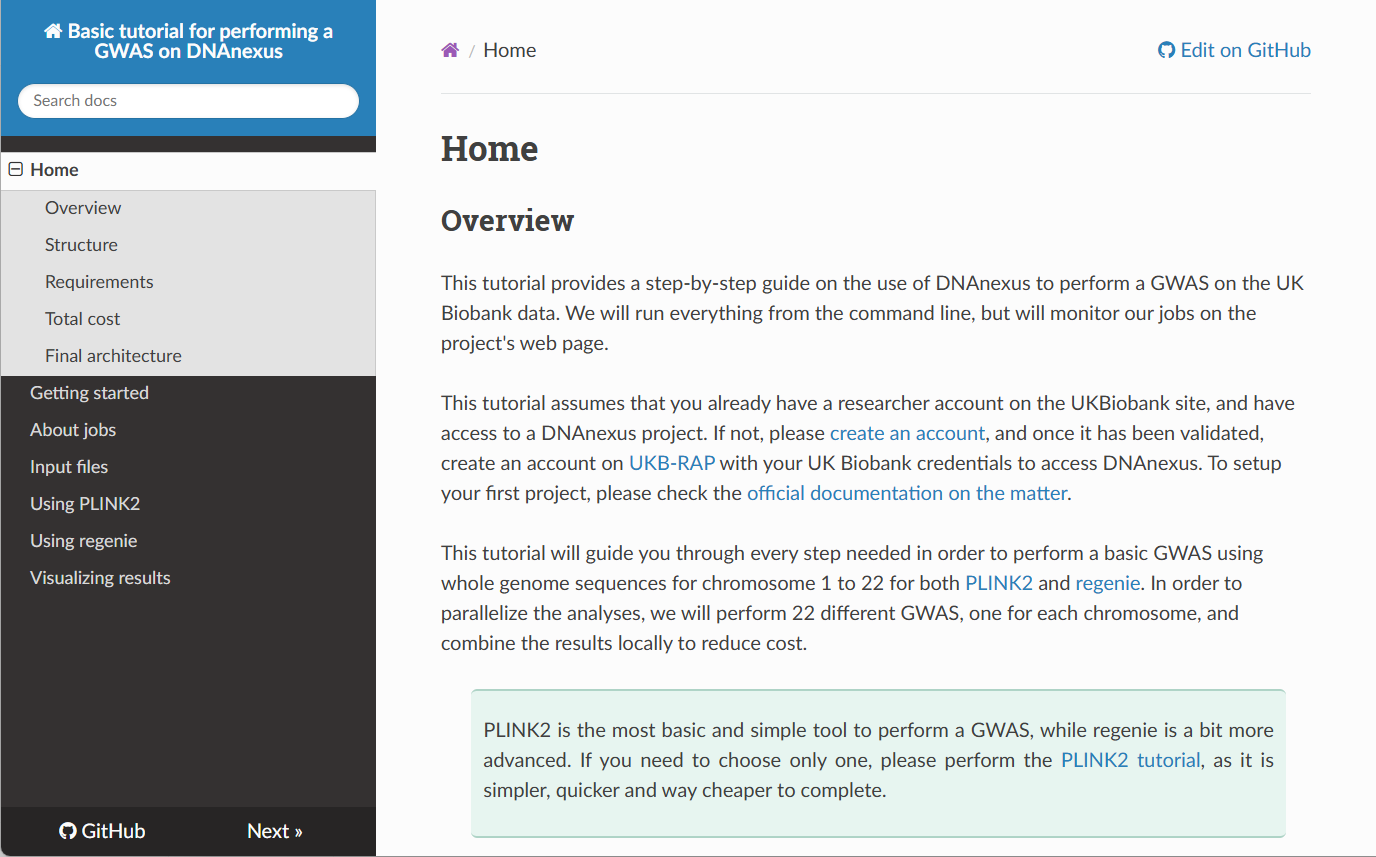 Basic tutorial for performing a
GWAS on DNAnexus
Search docs
Home
Overview
Structure
Requirements
Total cost
Final architecture
Getting started
About jobs
Input files
Using PLINK2
Using regenie
Visualizing results
GitHub
Next »
/ Home
Edit on GitHub
Home
Overview
This tutorial provides a step-by-step guide on the use of DNAnexus to perform a GWAS on the UK
Biobank data. We will run everything from the command line, but will monitor our jobs on the
project's web page.
This tutorial assumes that you already have a researcher account on the UKBiobank site, and have
access to a DNAnexus project. If not, please create an account, and once it has been validated,
create an account on UKB-RAP with your UK Biobank credentials to access DNAnexus. To setup
your first project, please check the official documentation on the matter.
This tutorial will guide you through every step needed in order to perform a basic GWAS using
whole genome sequences for chromosome 1 to 22 for both PLINK2 and regenie. In order to
parallelize the analyses, we will perform 22 different GWAS, one for each chromosome, and
combine the results locally to reduce cost.
PLINK2 is the most basic and simple tool to perform a GWAS, while regenie is a bit more
advanced. If you need to choose only one, please perform the PLINK2 tutorial, as it is
simpler, quicker and way cheaper to complete.